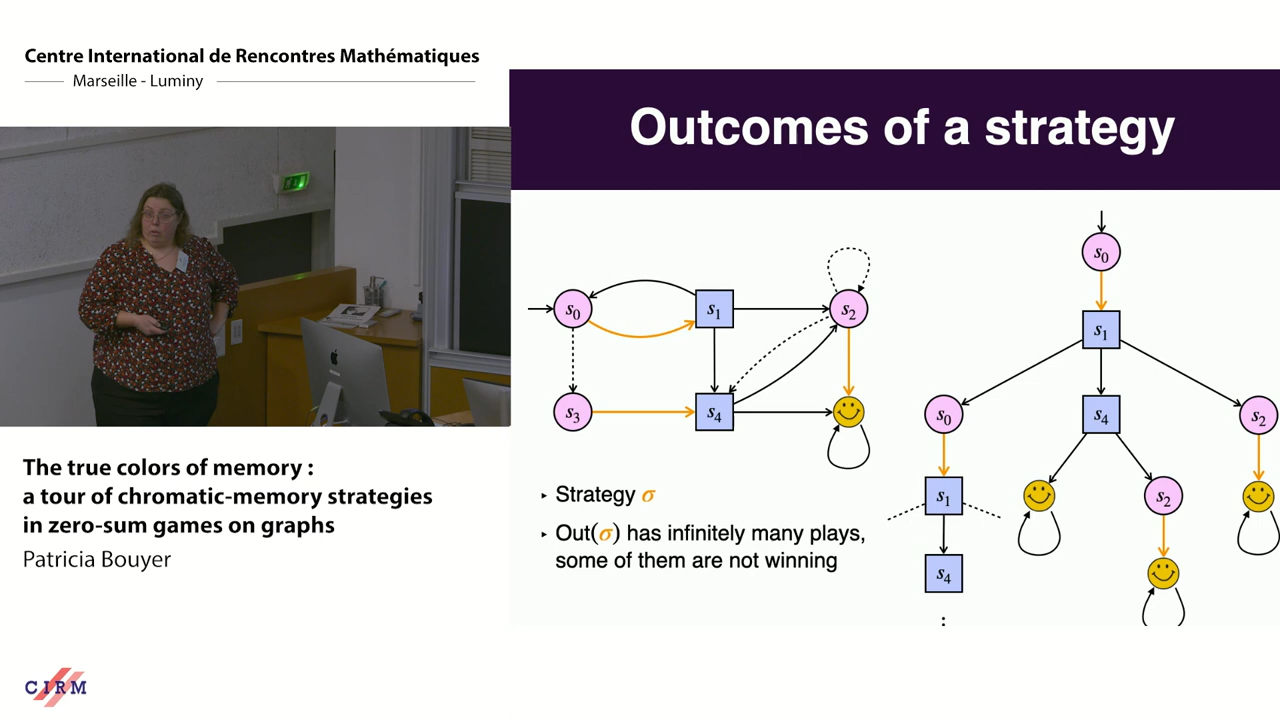 Centre International de Rencontres Mathématiques
Marseille - Luminy
Outcomes of a strategy
s0
s1
s2
s3
s4
s0
s1
s0
s4
s2
s1
s2
s4
:
‣ Strategy σ
‣ Out(σ) has infinitely many plays,
some of them are not winning
The true colors of memory :
a tour of chromatic-memory strategies
in zero-sum games on graphs
Patricia Bouyer
CIRM